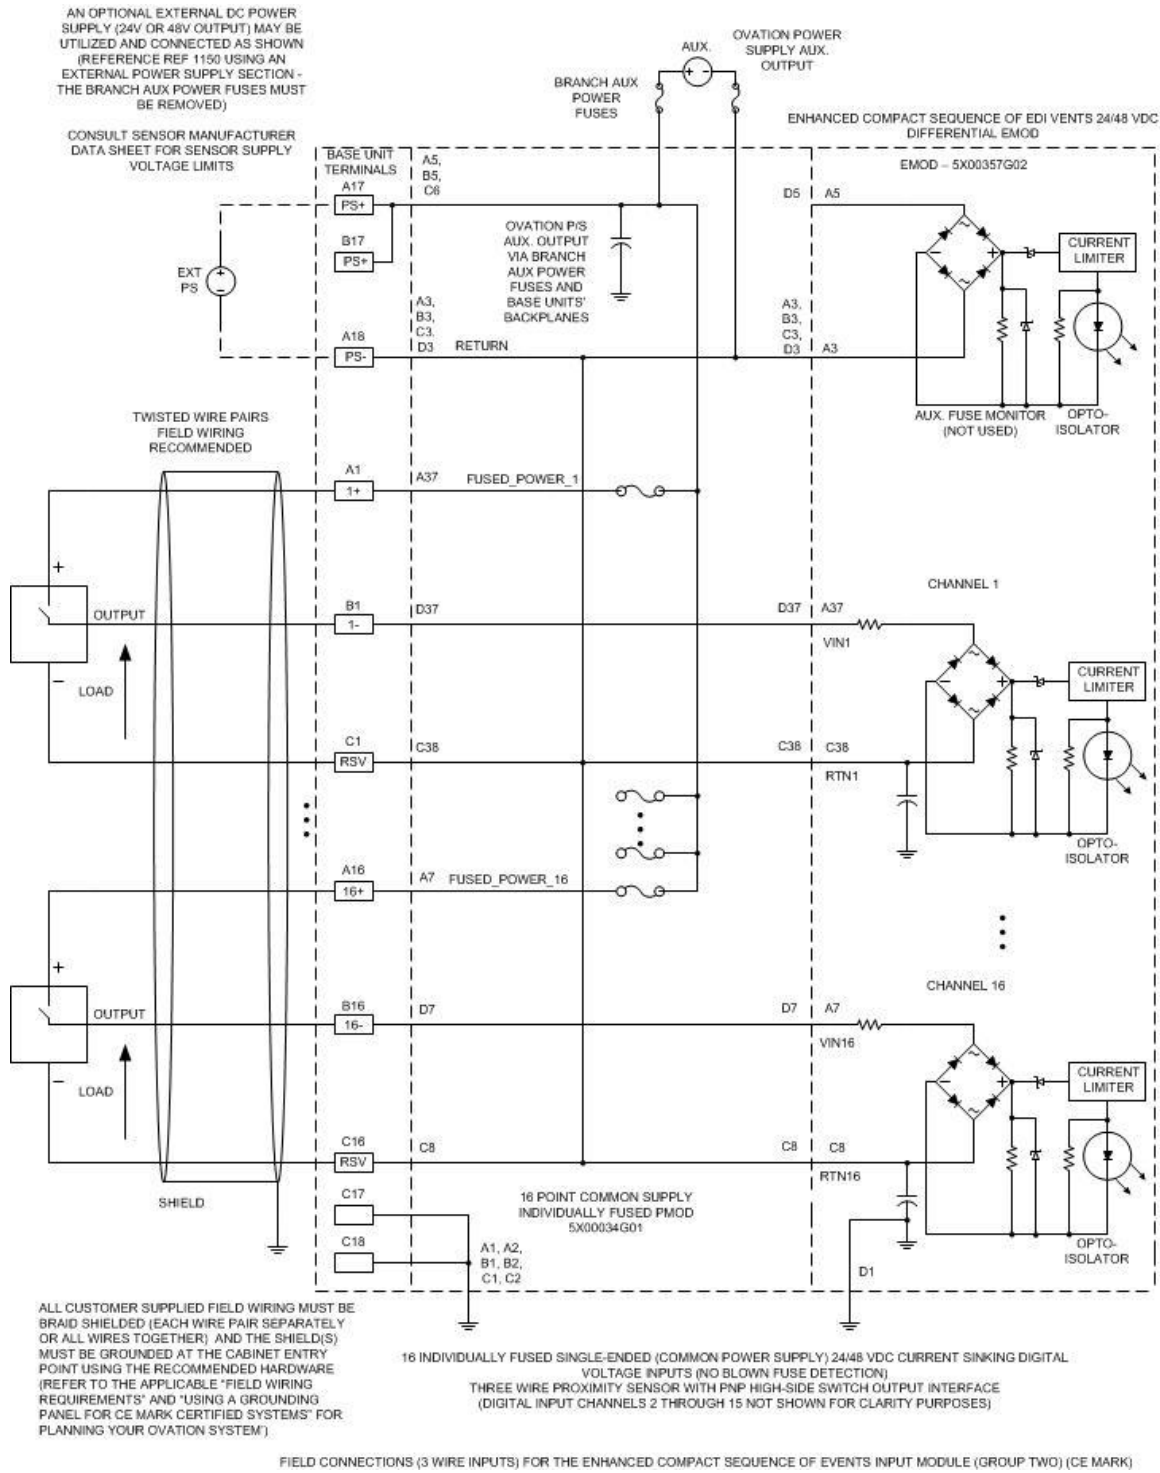 AN OPTIONAL EXTERNAL DC POWER
SUPPLY (24V OR 48V OUTPUT) MAY BE
UTILIZED AND CONNECTED AS SHOWN
(REFERENCE REF 1150 USING AN
EXTERNAL POWER SUPPLY SECTION -
THE BRANCH AUX POWER FUSES MUST
BE REMOVED)
CONSULT SENSOR MANUFACTURER
DATA SHEET FOR SENSOR SUPPLY
VOLTAGE LIMITS
AUX.
+ -
OVATION POWER
SUPPLY AUX.
OUTPUT
BRANCH AUX
POWER
FUSES
ENHANCED COMPACT SEQUENCE OF EDI VENTS 24/48 VDC
DIFFERENTIAL EMOD
EMOD – 5X00357G02
BASE UNIT
TERMINALS
A17
PS+
B17
PS+
A5,
B5,
C6
EXT
PS
+
-
OVATION P/S
AUX. OUTPUT
VIA BRANCH
AUX POWER
FUSES AND
BASE UNITS'
BACKPLANES
D5
A5
~
-
+
~
CURRENT
LIMITER
A18
PS-
A3,
B3,
C3,
D3
RETURN
A3,
B3,
C3,
D3
A3
AUX. FUSE MONITOR
(NOT USED)
OPTO-
ISOLATOR
TWISTED WIRE PAIRS
FIELD WIRING
RECOMMENDED
A1
1+
A37
FUSED_POWER_1
+
OUTPUT
B1
1-
D37
D37
A37
VIN1
CHANNEL 1
~
-
+
~
CURRENT
LIMITER
–
LOAD
C1
RSV
C38
C38
C38
RTN1
OPTO-
ISOLATOR
A16
16+
A7
FUSED_POWER_16
+
OUTPUT
B16
16-
D7
D7
A7
VIN16
CHANNEL 16
~
-
+
~
CURRENT
LIMITER
–
LOAD
C16
RSV
C8
C8
C8
RTN16
OPTO-
ISOLATOR
SHIELD
C17
C18
A1, A2,
B1, B2,
C1, C2
16 POINT COMMON SUPPLY
INDIVIDUALLY FUSED PMOD
5X00034G01
D1
ALL CUSTOMER SUPPLIED FIELD WIRING MUST BE
BRAID SHIELDED (EACH WIRE PAIR SEPARATELY
OR ALL WIRES TOGETHER) AND THE SHIELD(S)
MUST BE GROUNDED AT THE CABINET ENTRY
POINT USING THE RECOMMENDED HARDWARE
(REFER TO THE APPLICABLE "FIELD WIRING
REQUIREMENTS" AND "USING A GROUNDING
PANEL FOR CE MARK CERTIFIED SYSTEMS" FOR
PLANNING YOUR OVATION SYSTEM')
16 INDIVIDUALLY FUSED SINGLE-ENDED (COMMON POWER SUPPLY) 24/48 VDC CURRENT SINKING DIGITAL
VOLTAGE INPUTS (NO BLOWN FUSE DETECTION)
THREE WIRE PROXIMITY SENSOR WITH PNP HIGH-SIDE SWITCH OUTPUT INTERFACE
(DIGITAL INPUT CHANNELS 2 THROUGH 15 NOT SHOWN FOR CLARITY PURPOSES)
FIELD CONNECTIONS (3 WIRE INPUTS) FOR THE ENHANCED COMPACT SEQUENCE OF EVENTS INPUT MODULE (GROUP TWO) (CE MARK)